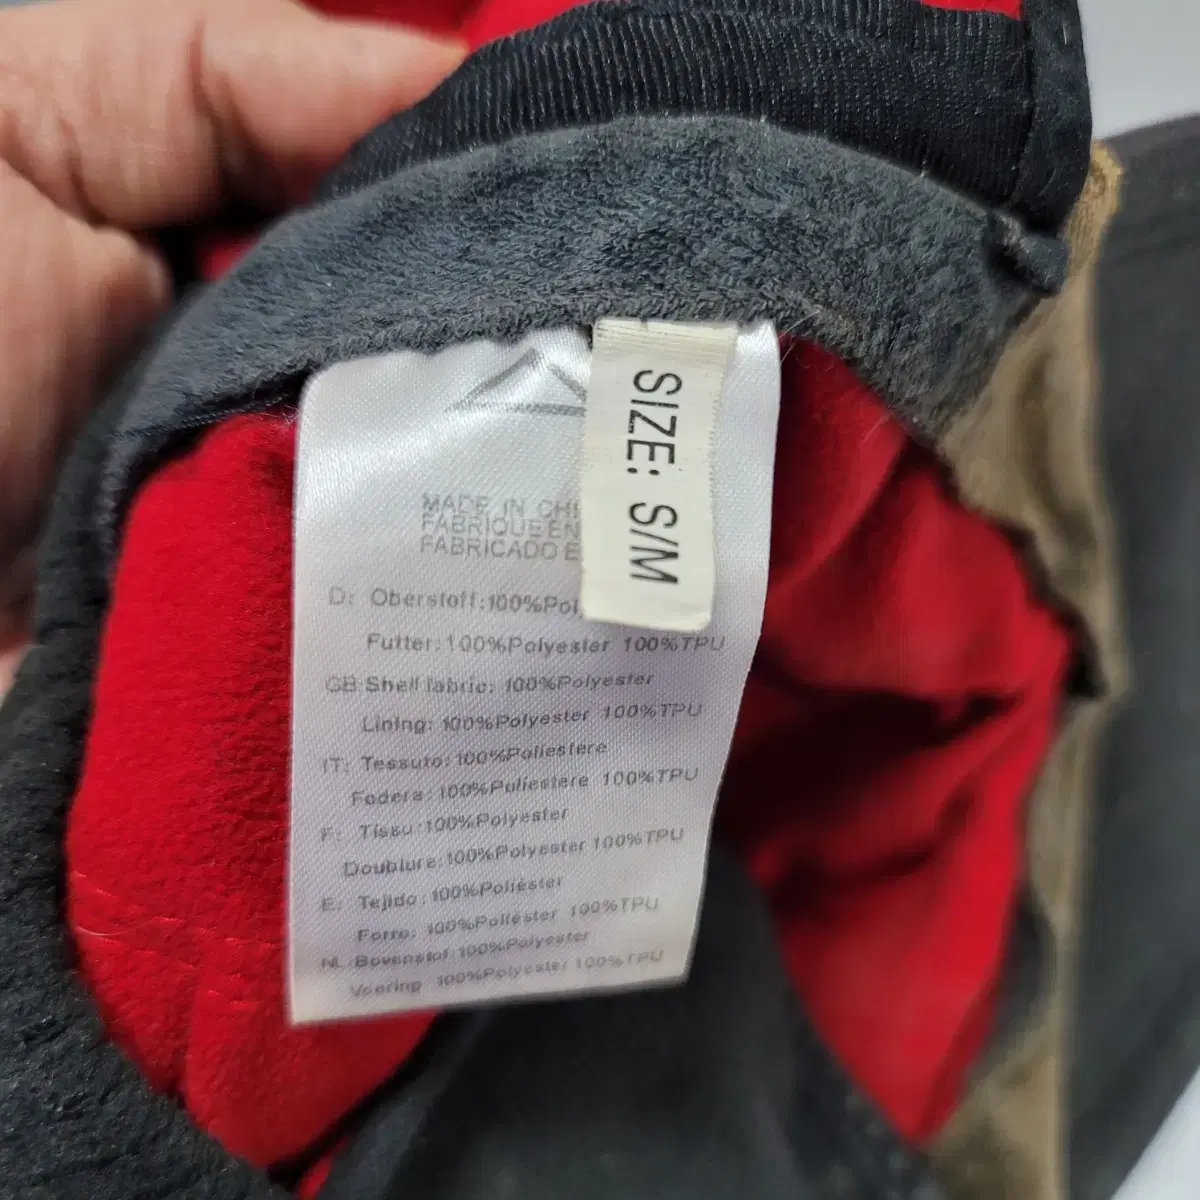 SIZE: S/M
MADE IN CHI
FABRIQUE EN
FABRICADO E
D: Oberstoff:100%Pol
Futter:100%Polyester 100%TPU
GB:Shell fabric: 100%Polyester
Lining: 100%Polyester 100%TPU
IT: Tessuto:100%Poliestere
Fodera:100%Poliestere 100%TPU
F: Tissu:100%Polyester
Doublure:100%Polyester 100%TPU
E: Tejido:100%Poliéster
Forro: 100%Poliéster 100%TPU
NL:Bovenstof:100%Polyester
Voering 100%Polyester 100%TPU